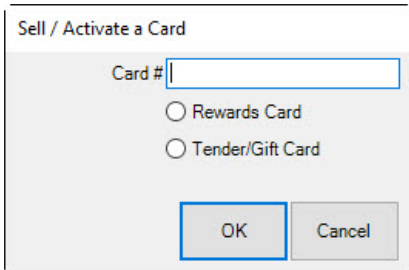 Sell / Activate a Card
Card #
Rewards Card
Tender/Gift Card
OK Cancel